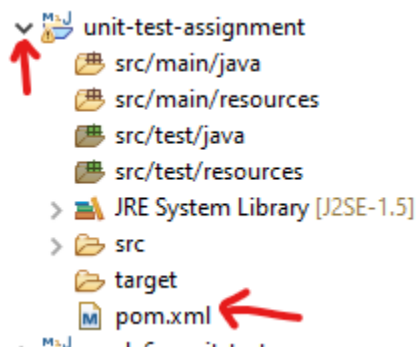 unit-test-assignment
src/main/java
src/main/resources
src/test/java
src/test/resources
JRE System Library [J2SE-1.5]
src
target
pom.xml